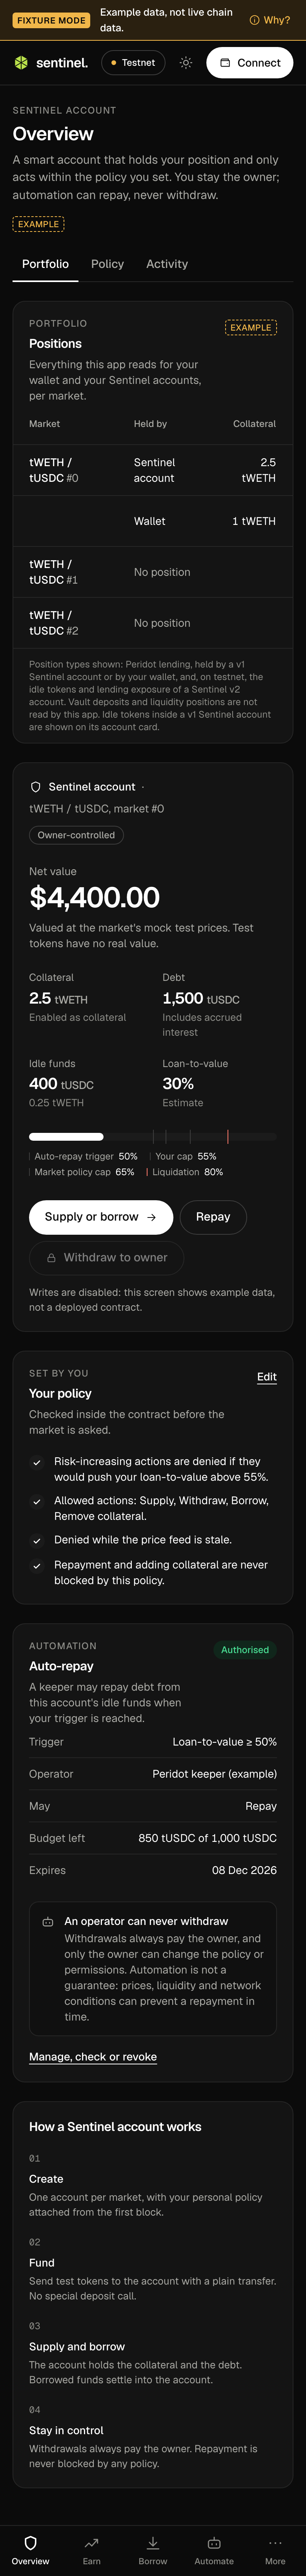 FIXTURE MODE
Example data, not live chain
data.
Why?
sentinel.
Testnet
Connect
SENTINEL ACCOUNT
Overview
A smart account that holds your position and only
acts within the policy you set. You stay the owner;
automation can repay, never withdraw.
EXAMPLE
Portfolio
Policy
Activity
PORTFOLIO
EXAMPLE
Positions
Everything this app reads for your
wallet and your Sentinel accounts,
per market.
Market Held by Collateral
tWETH / Sentinel 2.5
tUSDC #0 account tWETH
Wallet 1 tWETH
tWETH /
tUSDC #1 No position
tWETH /
tUSDC #2 No position
Position types shown: Peridot lending, held by a v1
Sentinel account or by your wallet, and, on testnet, the
idle tokens and lending exposure of a Sentinel v2
account. Vault deposits and liquidity positions are not
read by this app. Idle tokens inside a v1 Sentinel account
are shown on its account card.
Sentinel account ·
tWETH / tUSDC, market #0
Owner-controlled
Net value
$4,400.00
Valued at the market's mock test prices. Test
tokens have no real value.
Collateral Debt
2.5 tWETH 1,500 tUSDC
Enabled as collateral Includes accrued
interest
Idle funds Loan-to-value
400 tUSDC 30%
0.25 tWETH Estimate
Auto-repay trigger 50% Your cap 55%
Market policy cap 65% Liquidation 80%
Supply or borrow →
Repay
Withdraw to owner
Writes are disabled: this screen shows example data,
not a deployed contract.
SET BY YOU
Edit
Your policy
Checked inside the contract before the
market is asked.
Risk-increasing actions are denied if they
would push your loan-to-value above 55%.
Allowed actions: Supply, Withdraw, Borrow,
Remove collateral.
Denied while the price feed is stale.
Repayment and adding collateral are never
blocked by this policy.
AUTOMATION
Authorised
Auto-repay
A keeper may repay debt from
this account's idle funds when
your trigger is reached.
Trigger Loan-to-value ≥ 50%
Operator Peridot keeper (example)
May Repay
Budget left 850 tUSDC of 1,000 tUSDC
Expires 08 Dec 2026
An operator can never withdraw
Withdrawals always pay the owner, and
only the owner can change the policy or
permissions. Automation is not a
guarantee: prices, liquidity and network
conditions can prevent a repayment in
time.
Manage, check or revoke
How a Sentinel account works
01
Create
One account per market, with your personal policy
attached from the first block.
02
Fund
Send test tokens to the account with a plain transfer.
No special deposit call.
03
Supply and borrow
The account holds the collateral and the debt.
Borrowed funds settle into the account.
04
Stay in control
Withdrawals always pay the owner. Repayment is
never blocked by any policy.
Overview Earn Borrow Automate More